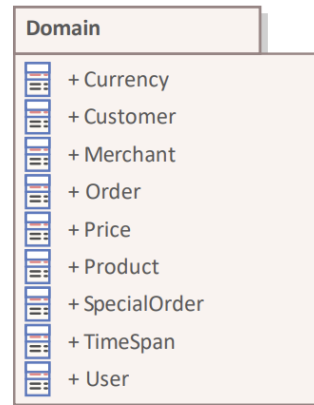 Domain
+ Currency
+ Customer
+ Merchant
+ Order
+ Price
+ Product
+ SpecialOrder
+ TimeSpan
+ User